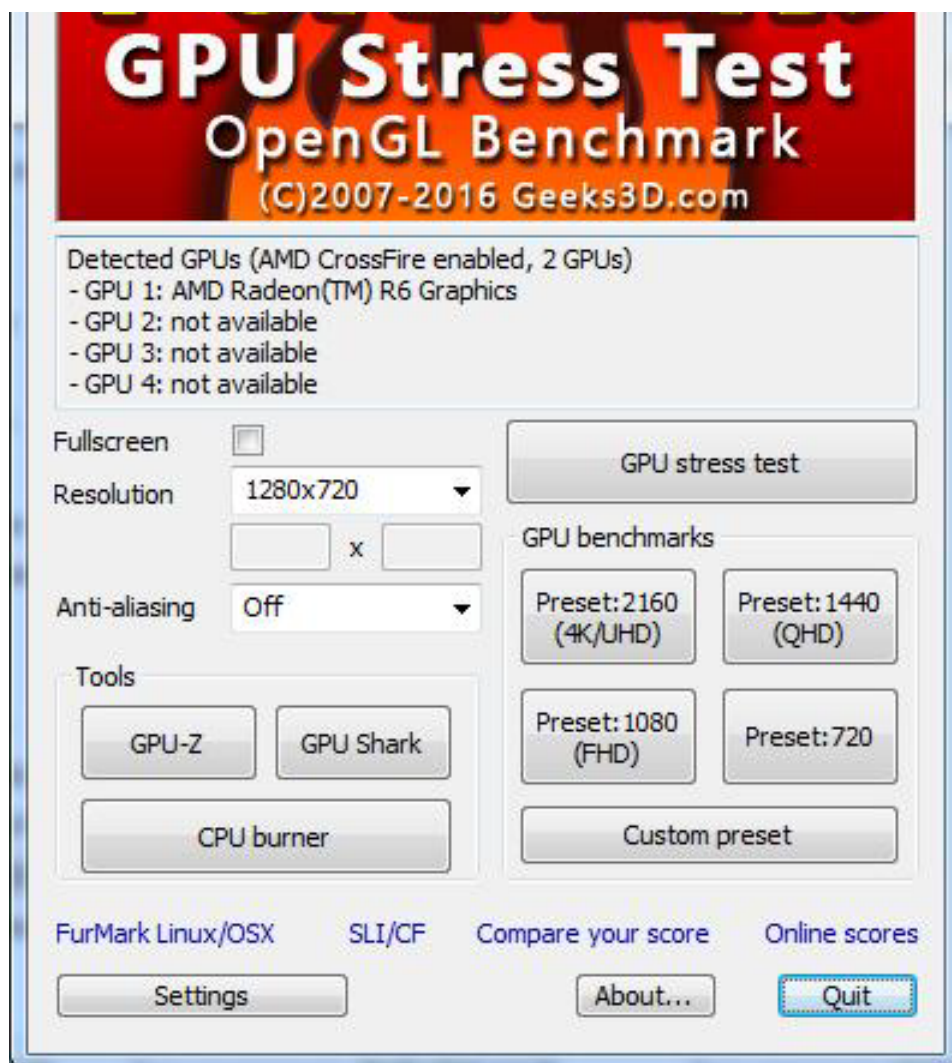 GPU Stress Test
OpenGL Benchmark
(C)2007-2016 Geeks3D.com
Detected GPUs (AMD CrossFire enabled, 2 GPUs)
- GPU 1: AMD Radeon(TM) R6 Graphics
- GPU 2: not available
- GPU 3: not available
- GPU 4: not available
Fullscreen
GPU stress test
Resolution
1280x720
x
Anti-aliasing
Off
GPU benchmarks
Preset:2160
(4K/UHD)
Preset:1440
(QHD)
Preset:1080
(FHD)
Preset:720
Custom preset
Tools
GPU-Z
GPU Shark
CPU burner
FurMark Linux/OSX
SLI/CF
Compare your score
Online scores
Settings
About...
Quit